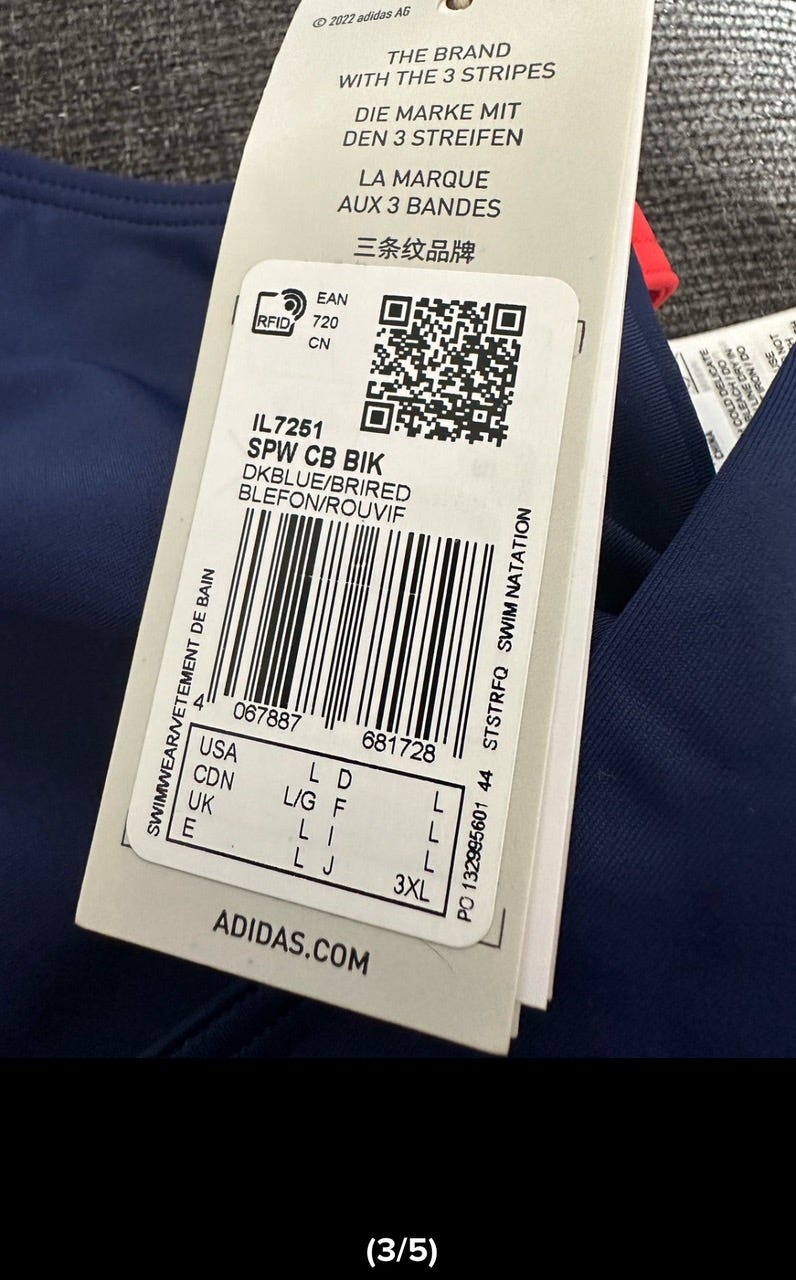 © 2022 adidas AG
THE BRAND
WITH THE 3 STRIPES
DIE MARKE MIT
DEN 3 STREIFEN
LA MARQUE
AUX 3 BANDES
三条纹品牌
RFID
EAN
720
CN
IL7251
SPW CB BIK
DKBLUE/BRIRED
BLEFON/ROUVIF
SWIMWEAR/VETEMENT DE BAIN
STSTRFQ SWIM NATATION
4 067887 681728
USA L D L
CDN L/G F L
UK L I L
E L J 3XL
PO 132995601 44
ADIDAS.COM
(3/5)